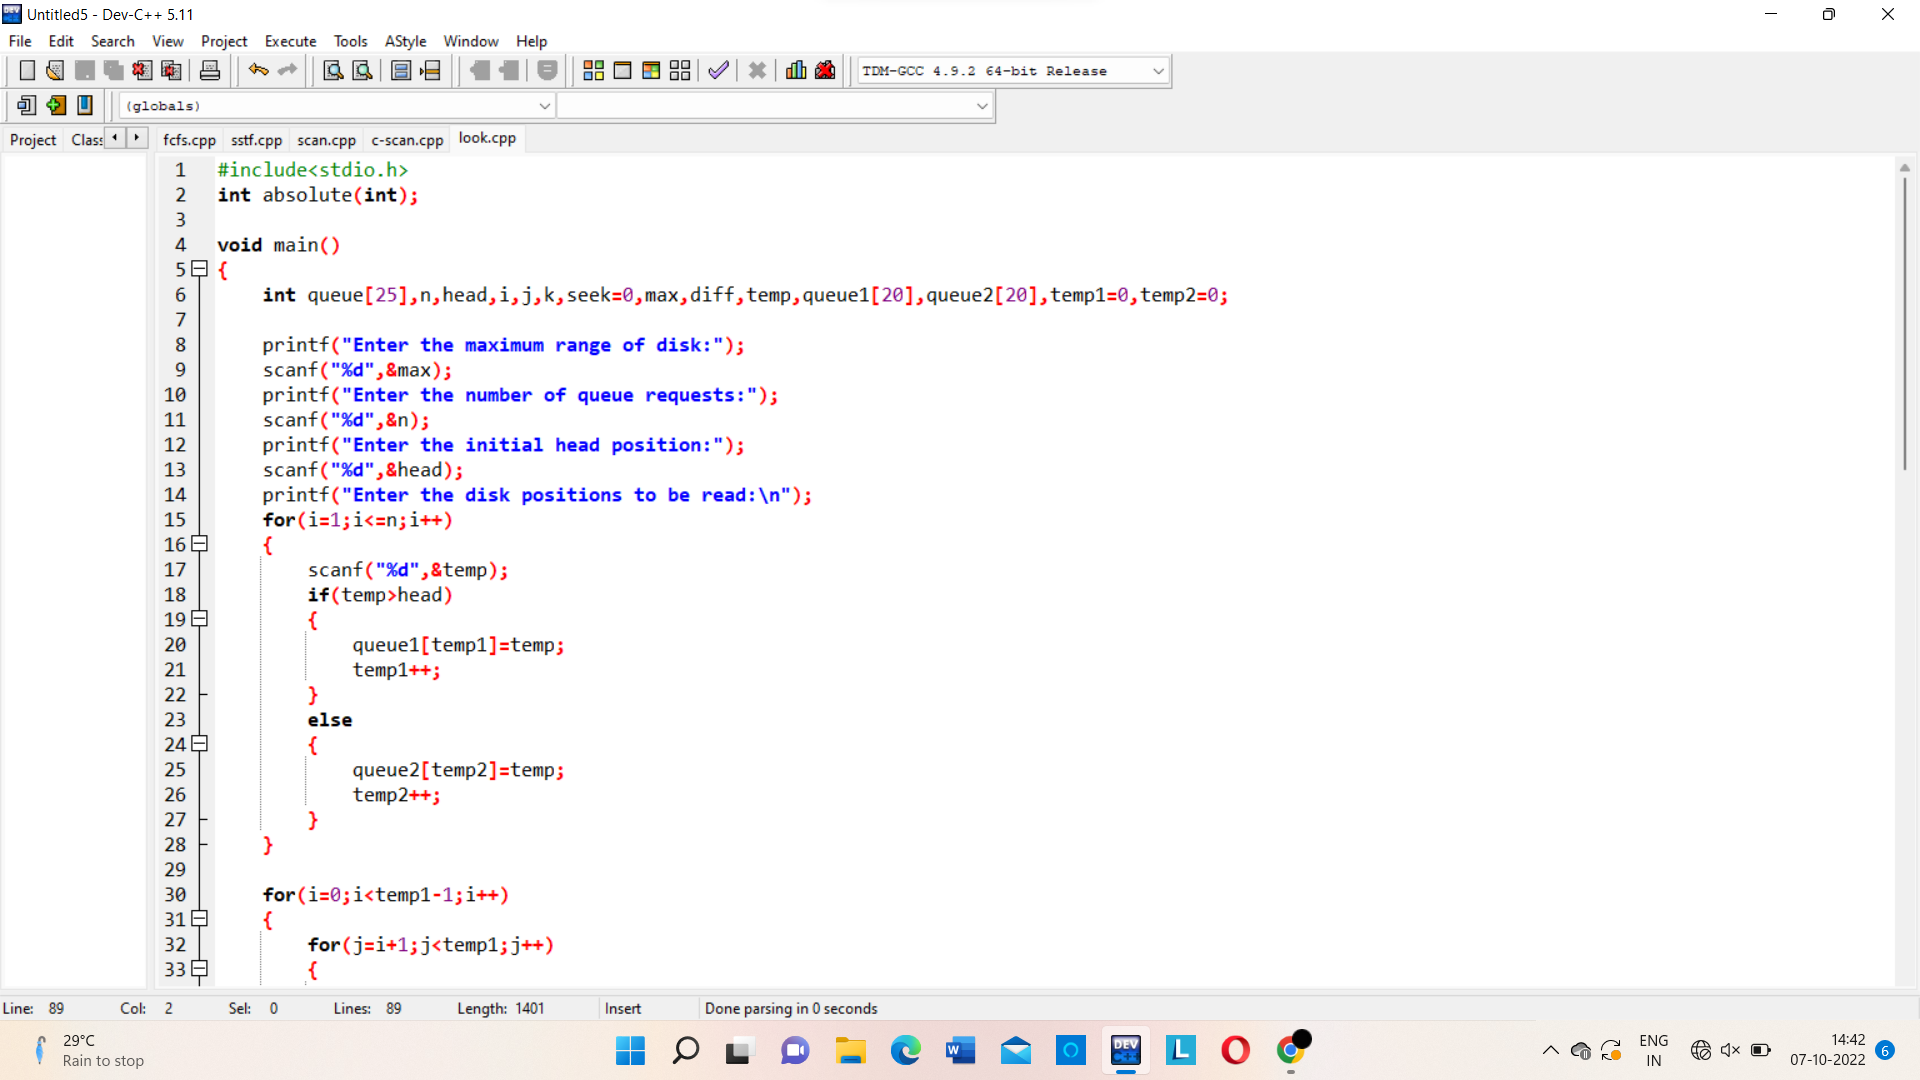 Untitled5 - Dev-C++ 5.11
File Edit Search View Project Execute Tools AStyle Window Help
TDM-GCC 4.9.2 64-bit Release
(globals)
Project Clas fcfs.cpp sstf.cpp scan.cpp c-scan.cpp look.cpp
1 #include<stdio.h>
2 int absolute(int);
3
4 void main()
5 {
6 int queue[25],n,head,i,j,k,seek=0,max,diff,temp,queue1[20],queue2[20],temp1=0,temp2=0;
7
8 printf("Enter the maximum range of disk:");
9 scanf("%d",&max);
10 printf("Enter the number of queue requests:");
11 scanf("%d",&n);
12 printf("Enter the initial head position:");
13 scanf("%d",&head);
14 printf("Enter the disk positions to be read:\n");
15 for(i=1;i<=n;i++)
16 {
17 scanf("%d",&temp);
18 if(temp>head)
19 {
20 queue1[temp1]=temp;
21 temp1++;
22 }
23 else
24 {
25 queue2[temp2]=temp;
26 temp2++;
27 }
28 }
29
30 for(i=0;i<temp1-1;i++)
31 {
32 for(j=i+1;j<temp1;j++)
33 {
Line: 89 Col: 2 Sel: 0 Lines: 89 Length: 1401 Insert Done parsing in 0 seconds
29°C
Rain to stop
DEV
C++
W
L
ENG
IN
14:42
07-10-2022
6